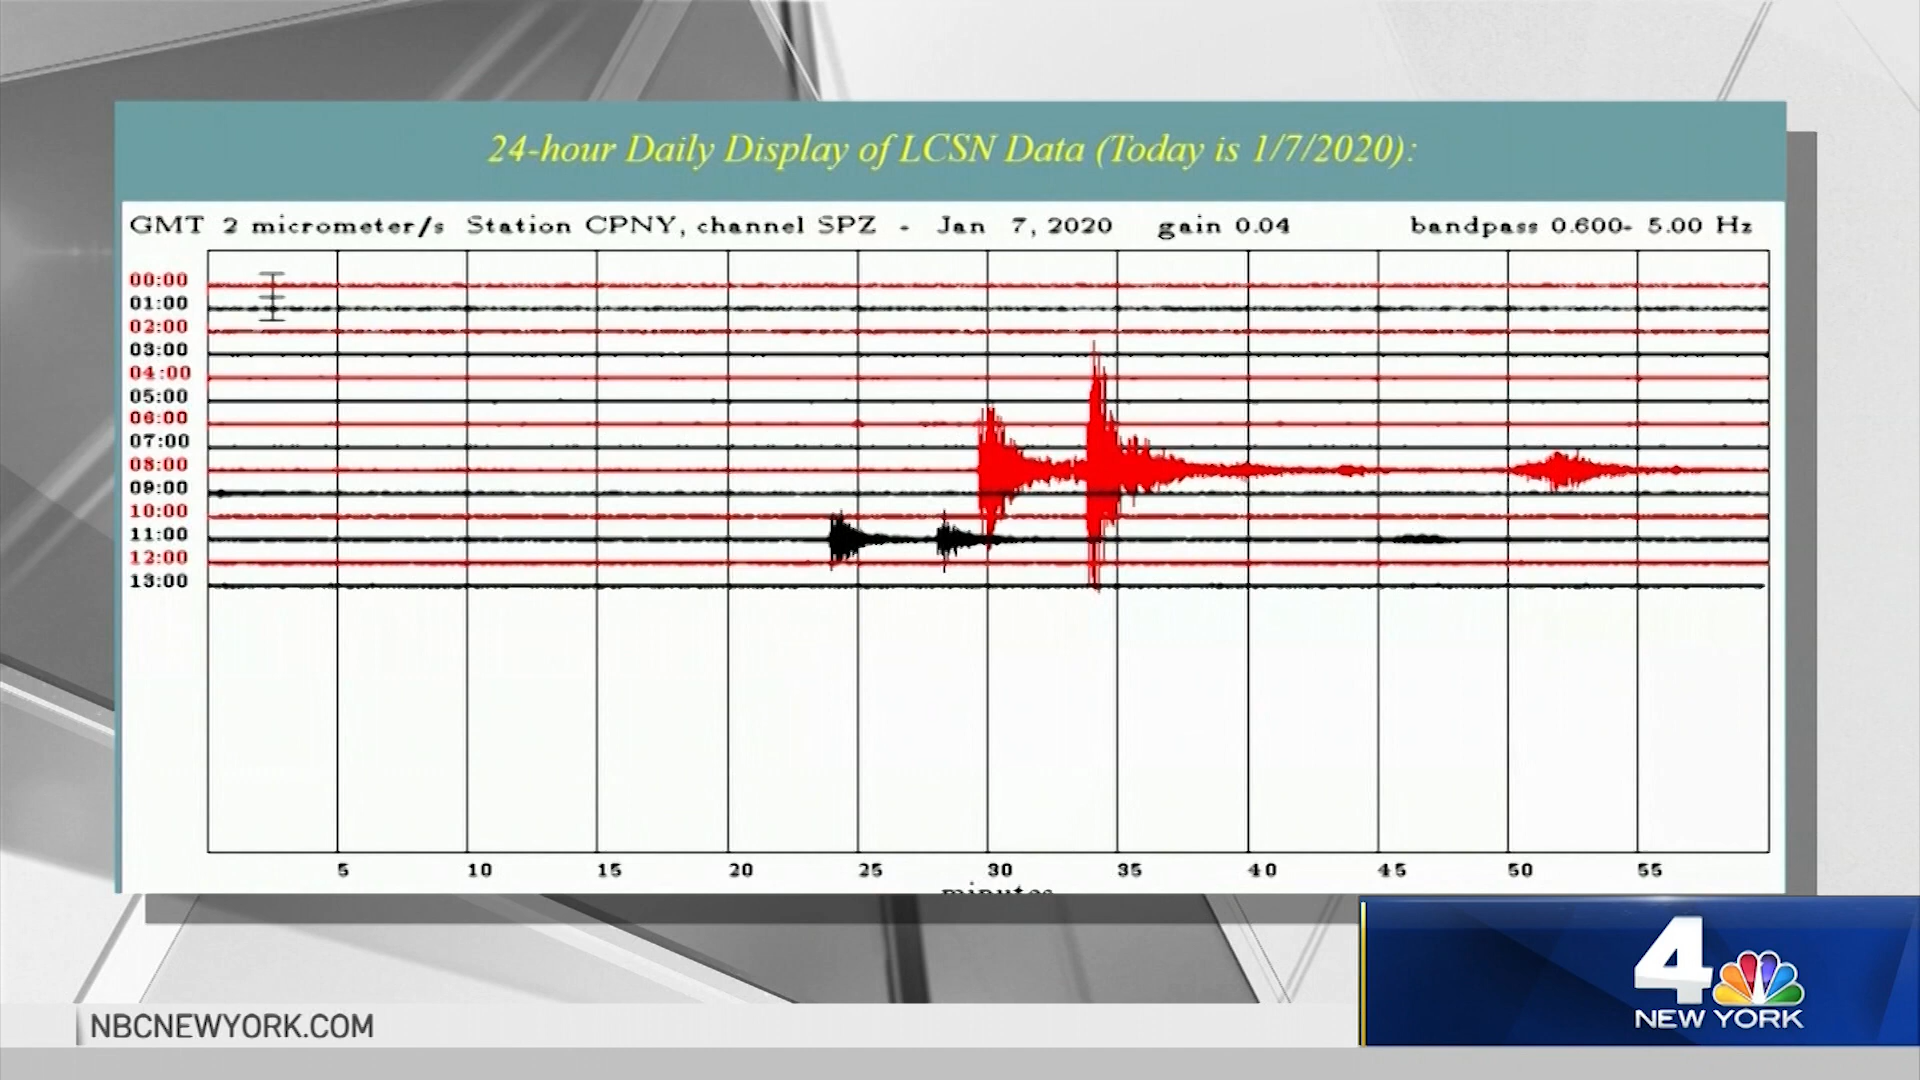 24-hour Daily Display of LCSN Data (Today is 1/7/2020):
GMT 2 micrometer/s Station CPNY, channel SPZ - Jan 7, 2020 gain 0.04 bandpass 0.600- 5.00 Hz
00:00
01:00
02:00
03:00
04:00
05:00
06:00
07:00
08:00
09:00
10:00
11:00
12:00
13:00
5 10 15 20 25 30 35 40 45 50 55
minutes
4
NEW YORK
NBCNEWYORK.COM